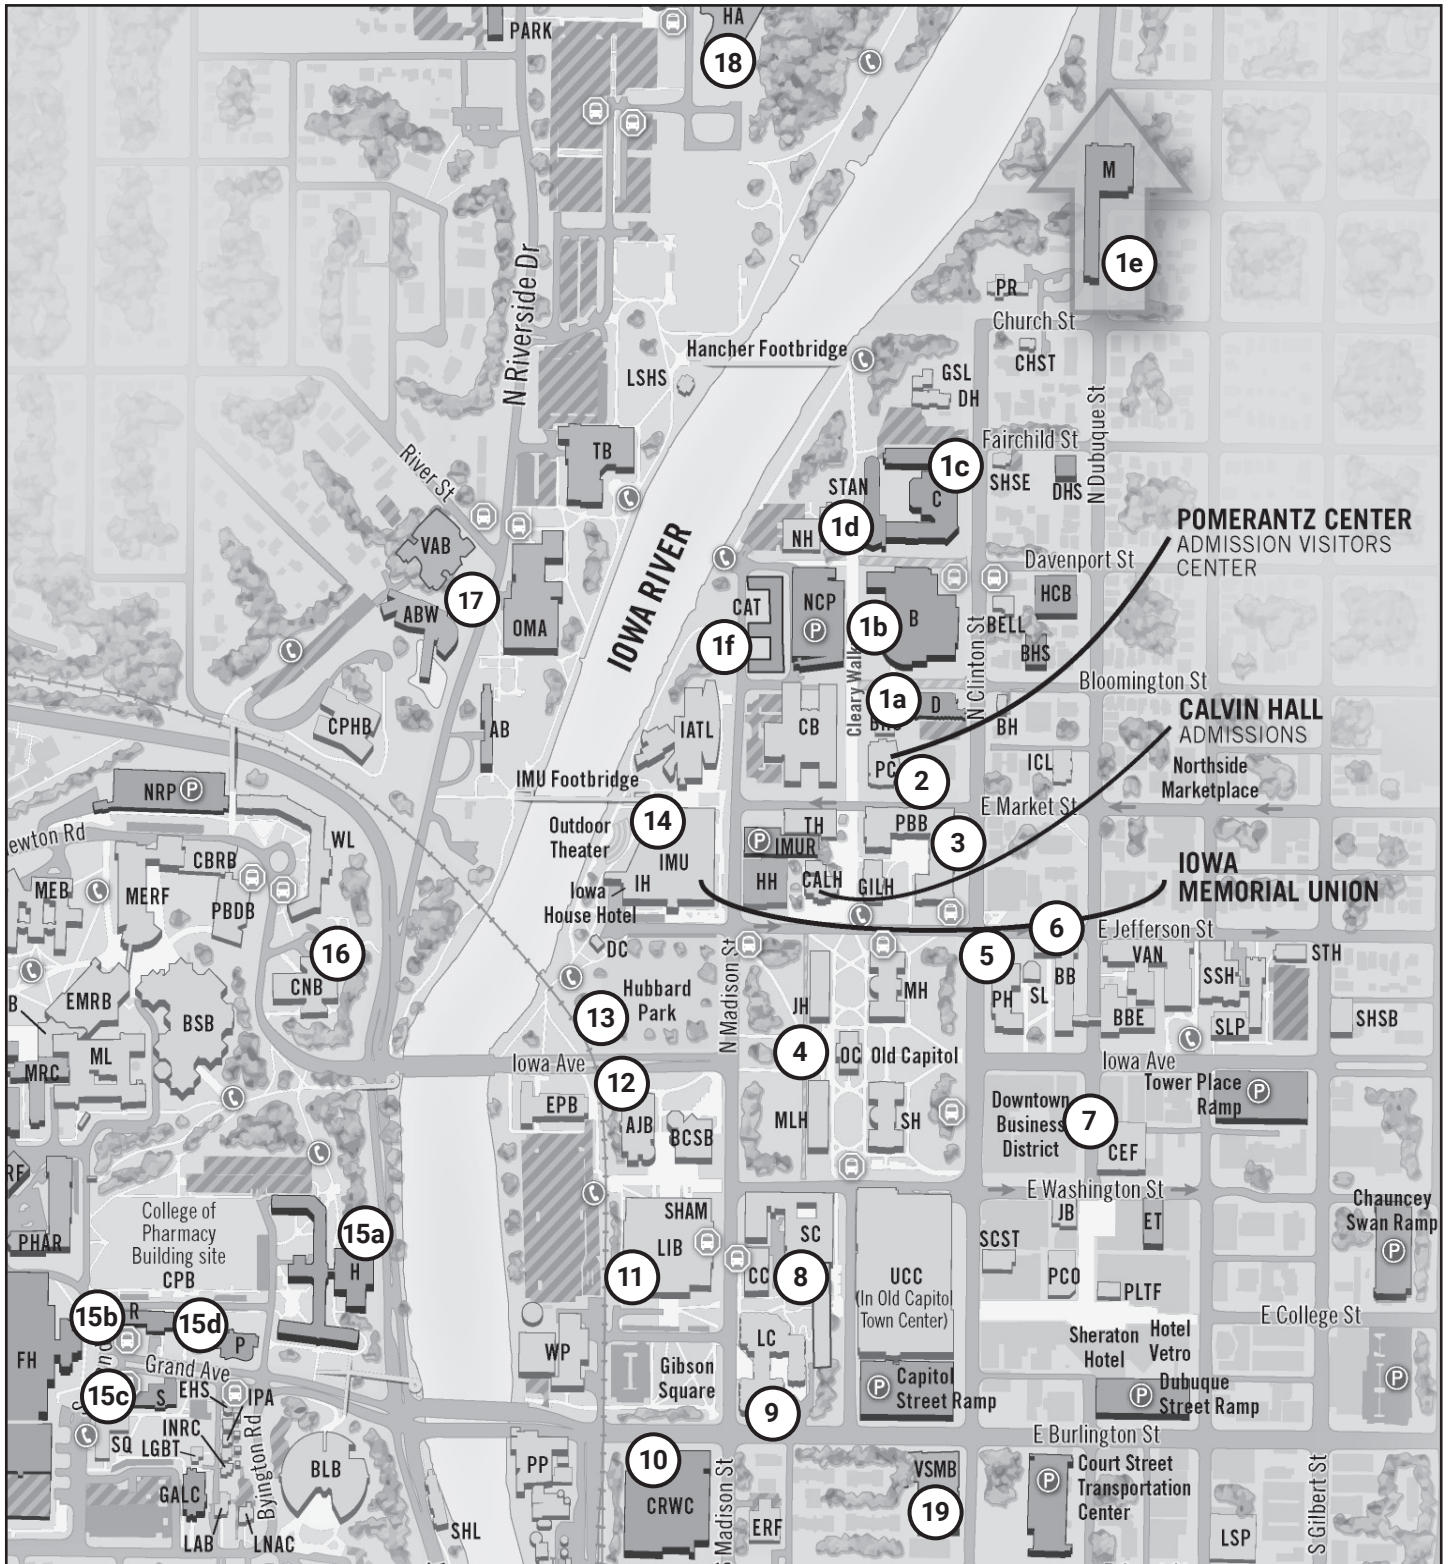 HA
PARK
18
M
1e
N Riverside Dr
PR
Church St
CHST
Hancher Footbridge
LSHS
GSL
DH
N Dubuque St
Fairchild St
TB
1c
SHSE
DHS
River St
STAN
C
1d
NH
VAB
POMERANTZ CENTER
ADMISSION VISITORS
CENTER
IOWA RIVER
Davenport St
HCB
17
ABW
OMA
CAT
NCP
P
1b
B
BELL
BHS
1f
Cleary Walk
N Clinton St
Bloomington St
1a
D
BH
CALVIN HALL
ADMISSIONS
CPHB
AB
IATL
CB
PC
2
ICL
Northside
Marketplace
IMU Footbridge
NRP P
E Market St
14
Outdoor
Theater
TH
PBB
3
P
IMUR
IMU
WL
CBRB
MEB
MERF
PBDB
IH
Iowa
House Hotel
HH
CALH
GILH
IOWA
MEMORIAL UNION
6
E Jefferson St
16
CNB
DC
N Madison St
5
VAN
STH
BB
SSH
EMRB
B
BSB
Hubbard
Park
13
JH
MH
PH
SL
BBE
SLP
SHSB
ML
MRC
4
OC
Old Capitol
Iowa Ave
Iowa Ave
12
Tower Place
Ramp
P
EPB
AJB
BCSB
MLH
SH
Downtown
Business
District
7
CEF
E Washington St
PHAR
College of
Pharmacy
Building site
CPB
15a
H
SHAM
LIB
11
SC
CC
8
UCC
(In Old Capitol
Town Center)
SCST
JB
ET
PCO
PLTF
Chauncey
Swan Ramp
P
15b
R
15d
P
E College St
FH
Grand Ave
WP
LC
Gibson
Square
Sheraton
Hotel
Hotel
Vetro
15c
S
EHS
IPA
9
P
Capitol
Street Ramp
P
Dubuque
Street Ramp
P
INRC
SQ
LGBT
Byington Rd
E Burlington St
10
BLB
PP
GALC
CRWC
S Madison St
VSMB
19
P
Court Street
Transportation
Center
S Gilbert St
LAB
LNAC
SHL
ERF
LSP